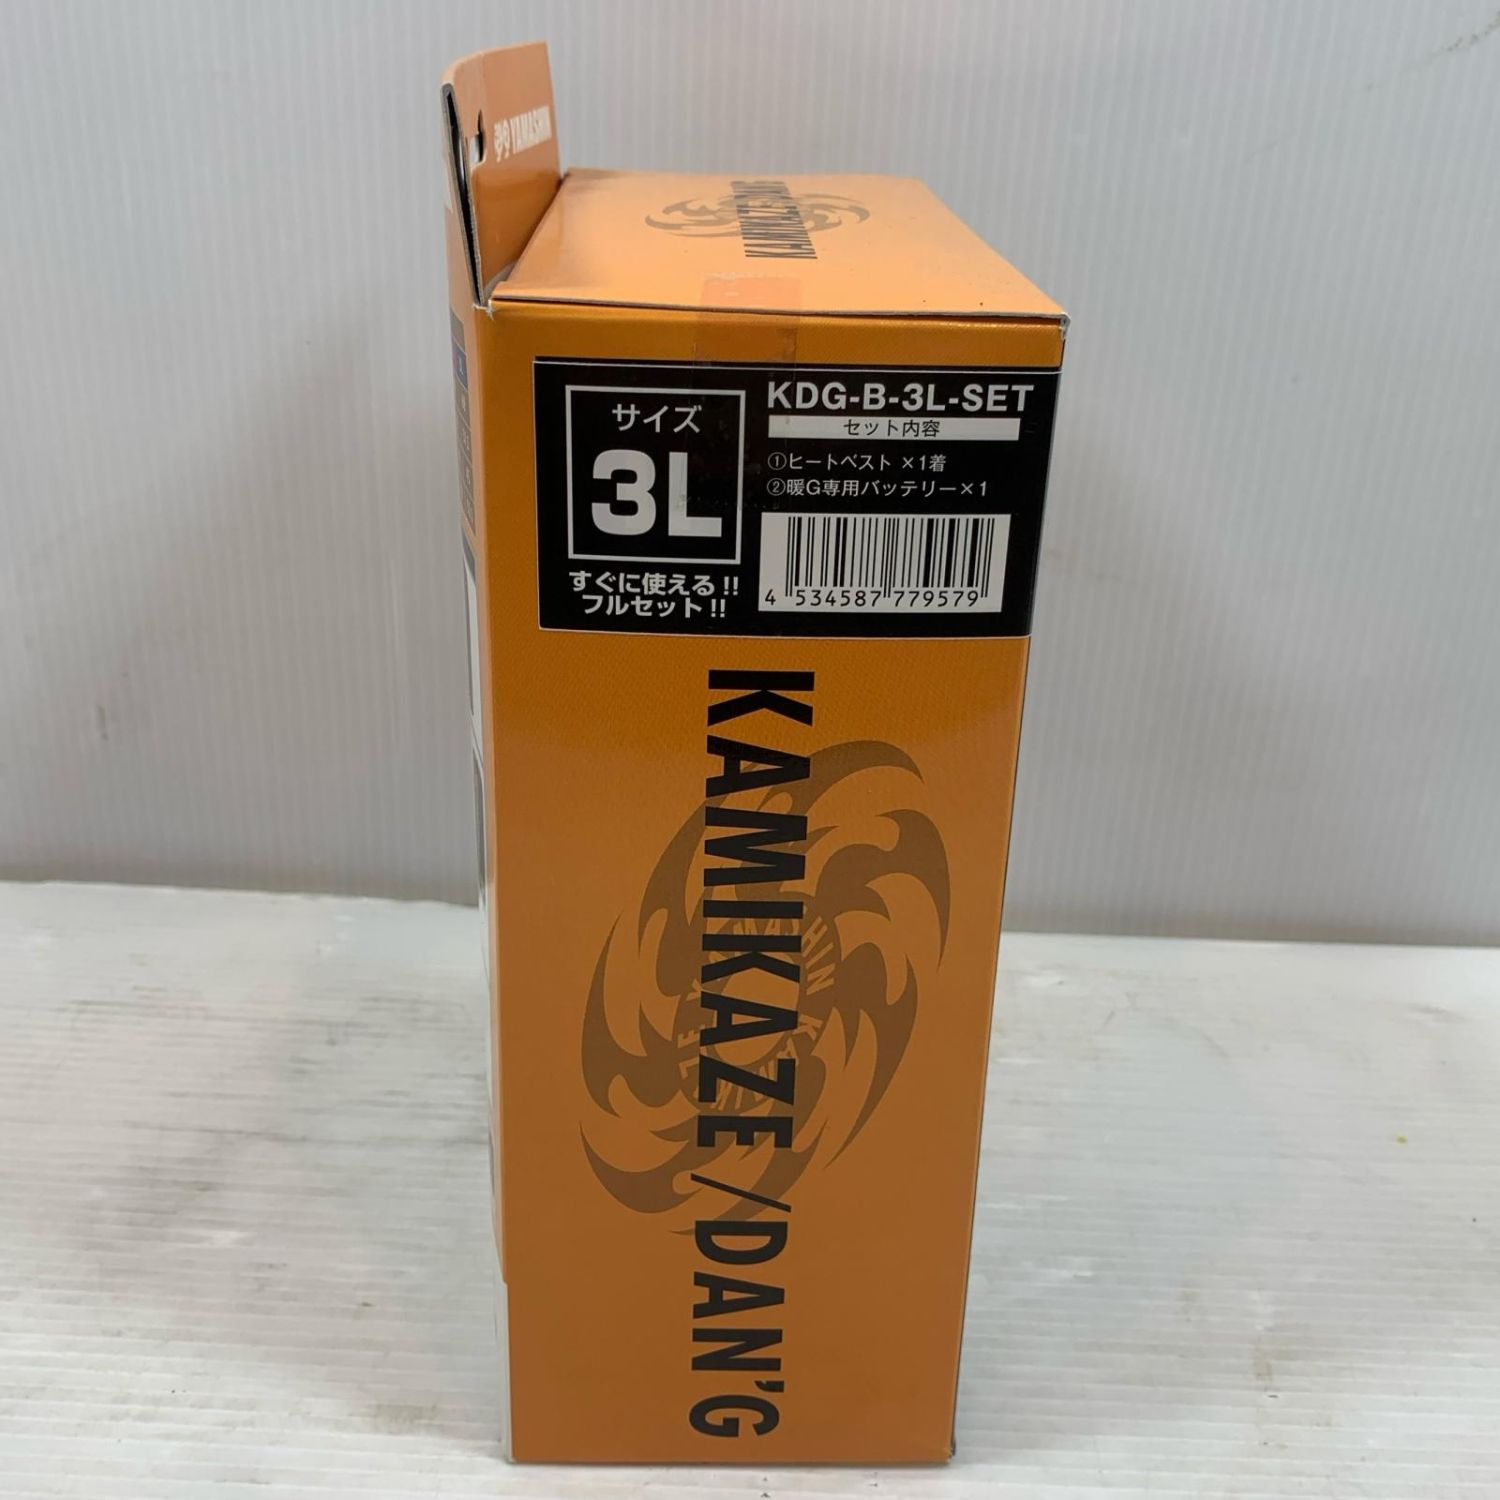 YAMASHIN
KAMIKAZE
サイズ
3L
すぐに使える!!
フルセット!!
KDG-B-3L-SET
セット内容
①ヒートベスト ×1着
②暖G専用バッテリー×1
4 534587 779579
KAMIKAZE/DAN'G